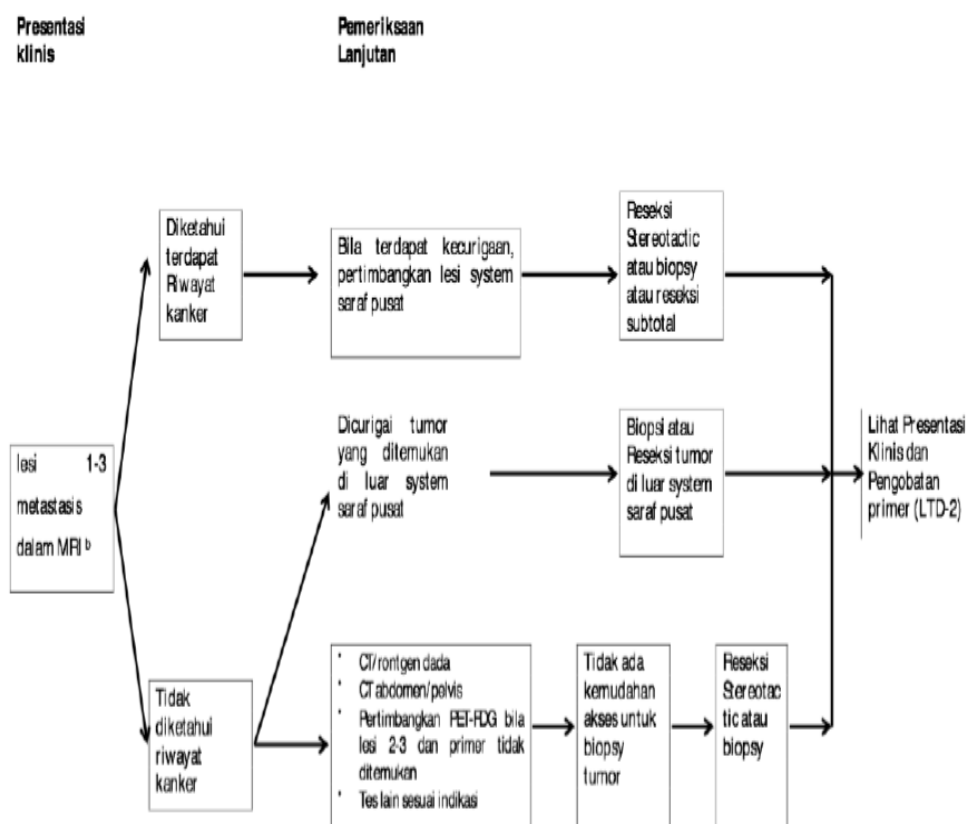 Presentasi
klinis
Pemeriksaan
Lanjutan
Diketahui
terdapat
Riwayat
kanker
Bila terdapat kecurigaan,
pertimbangkan lesi system
saraf pusat
Reseksi
Stereotactic
atau biopsy
atau reseksi
subtotal
lesi 1-3
metastasis
dalam MRI b
Dicurigai tumor
yang ditemukan
di luar system
saraf pusat
Biopsi atau
Reseksi tumor
di luar system
saraf pusat
Lihat Presentasi
Klinis dan
Pengobatan
primer (LTD-2)
Tidak
diketahui
riwayat
kanker
• CT/rontgen dada
• CT abdomen/pelvis
• Pertimbangkan PET-FDG bila
lesi 2-3 dan primer tidak
ditemukan
• Tes lain sesuai indikasi
Tidak ada
kemudahan
akses untuk
biopsy
tumor
Reseksi
Stereotac
tic atau
biopsy